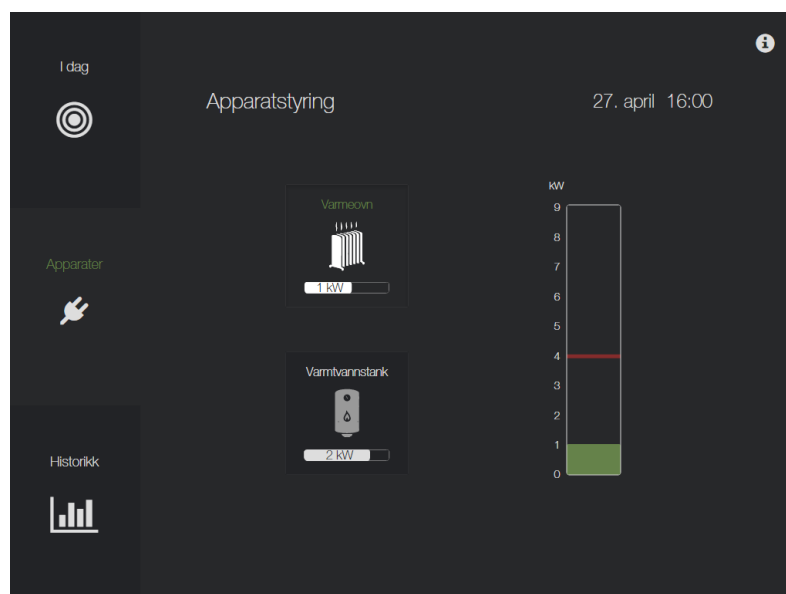 I dag
Apparater
Historikk
Apparatstyring
27. april 16:00
Varmeovn
1 kW
Varmtvannstank
2 kW
kW
9
8
7
6
5
4
3
2
1
0